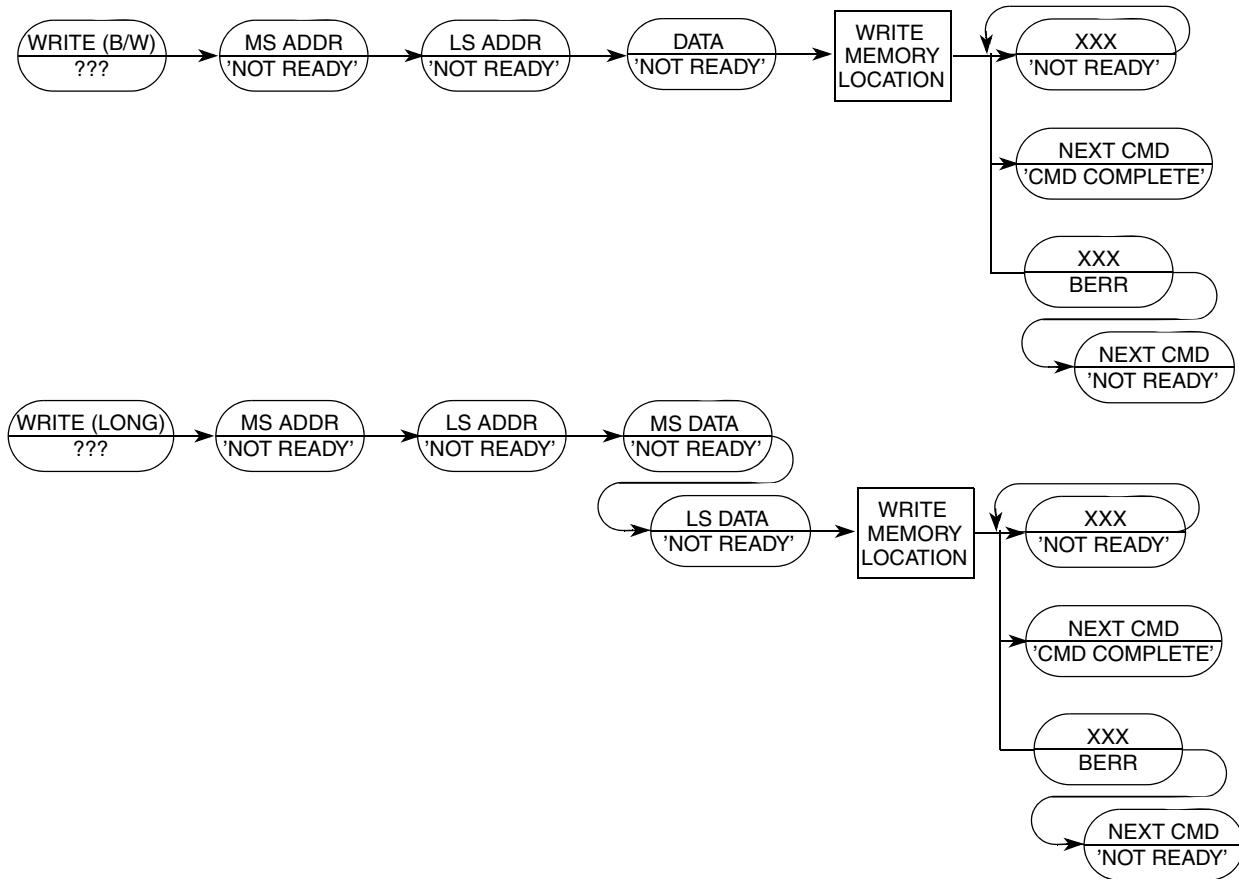 WRITE (B/W)
???
MS ADDR
'NOT READY'
LS ADDR
'NOT READY'
DATA
'NOT READY'
WRITE
MEMORY
LOCATION
XXX
'NOT READY'
NEXT CMD
'CMD COMPLETE'
XXX
BERR
NEXT CMD
'NOT READY'
WRITE (LONG)
???
MS ADDR
'NOT READY'
LS ADDR
'NOT READY'
MS DATA
'NOT READY'
LS DATA
'NOT READY'
WRITE
MEMORY
LOCATION
XXX
'NOT READY'
NEXT CMD
'CMD COMPLETE'
XXX
BERR
NEXT CMD
'NOT READY'